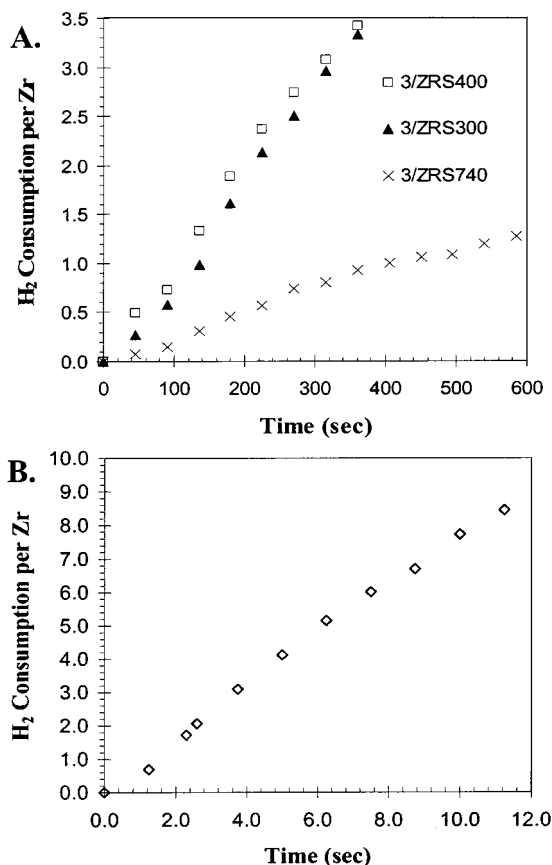 A.
3.5
3.0
2.5
2.0
1.5
1.0
0.5
0.0
H₂ Consumption per Zr
3/ZRS400
3/ZRS300
3/ZRS740
0 100 200 300 400 500 600
Time (sec)
B.
10.0
9.0
8.0
7.0
6.0
5.0
4.0
3.0
2.0
1.0
0.0
H₂ Consumption per Zr
0.0 2.0 4.0 6.0 8.0 10.0 12.0
Time (sec)